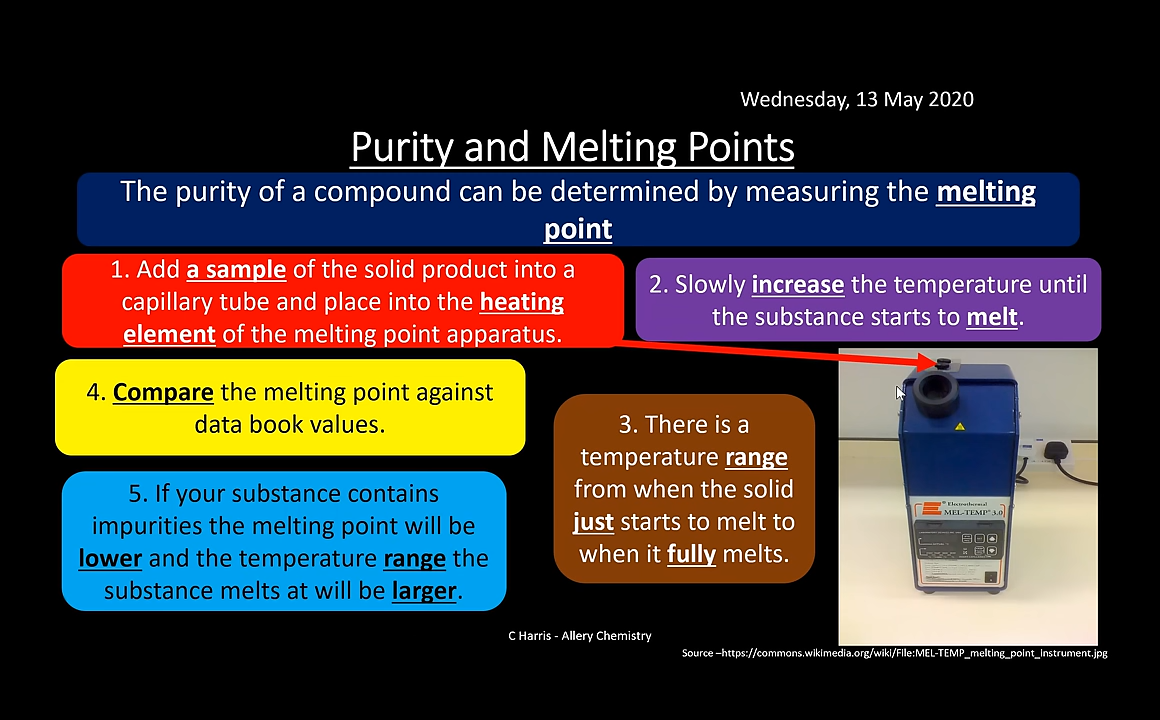 Wednesday, 13 May 2020
Purity and Melting Points
The purity of a compound can be determined by measuring the melting
point
1. Add a sample of the solid product into a
capillary tube and place into the heating
element of the melting point apparatus.
2. Slowly increase the temperature until
the substance starts to melt.
4. Compare the melting point against
data book values.
3. There is a
temperature range
from when the solid
just starts to melt to
when it fully melts.
5. If your substance contains
impurities the melting point will be
lower and the temperature range the
substance melts at will be larger.
Electrothermal
MEL-TEMP® 3.0
C Harris - Allery Chemistry
Source –https://commons.wikimedia.org/wiki/File:MEL-TEMP_melting_point_instrument.jpg